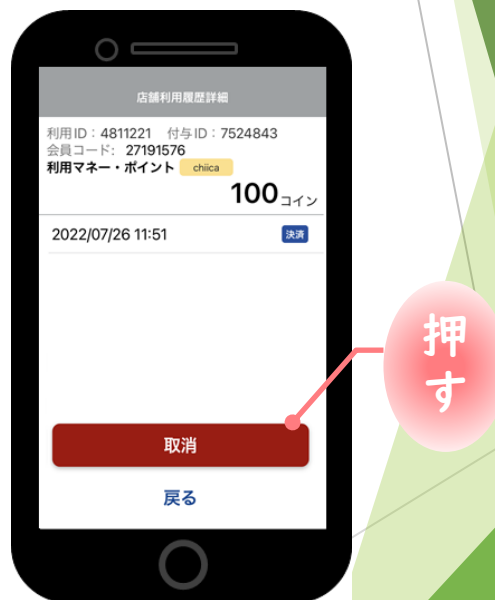 店舗利用履歴詳細
利用ID：4811221　付与ID：7524843
会員コード: 27191576
利用マネー・ポイント chiica
100コイン
2022/07/26 11:51 決済
取消
戻る
押す